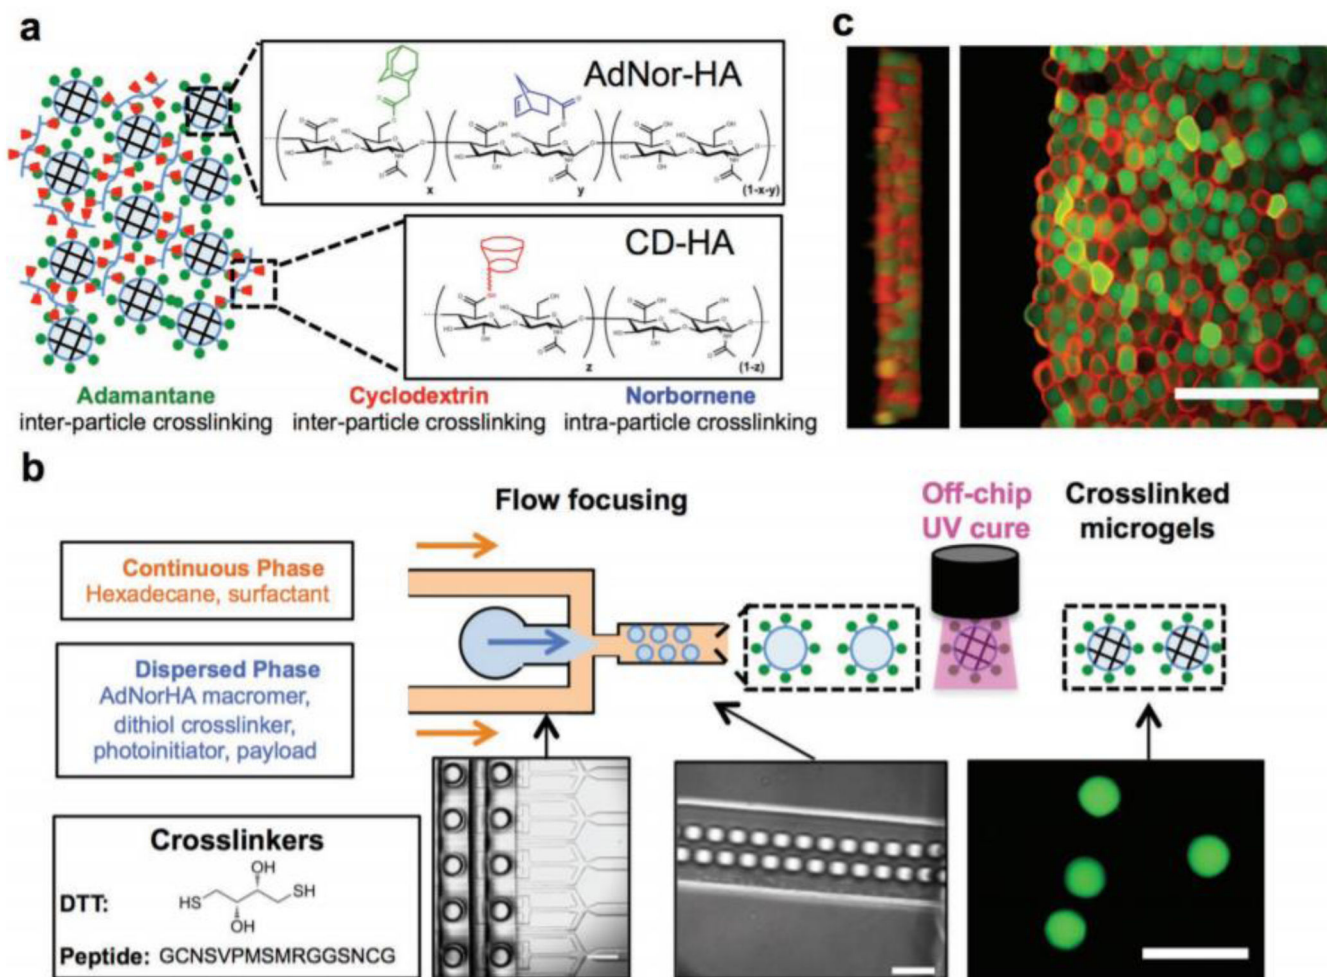 a
AdNor-HA
x
y
(1-x-y)
CD-HA
z
(1-z)
Adamantane
inter-particle crosslinking
Cyclodextrin
inter-particle crosslinking
Norbornene
intra-particle crosslinking
c
b
Flow focusing
Off-chip
UV cure
Crosslinked
microgels
Continuous Phase
Hexadecane, surfactant
Dispersed Phase
AdNorHA macromer,
dithiol crosslinker,
photoinitiator, payload
Crosslinkers
DTT:
HS
OH
OH
SH
Peptide: GCNSVPMSMRGGSNCG